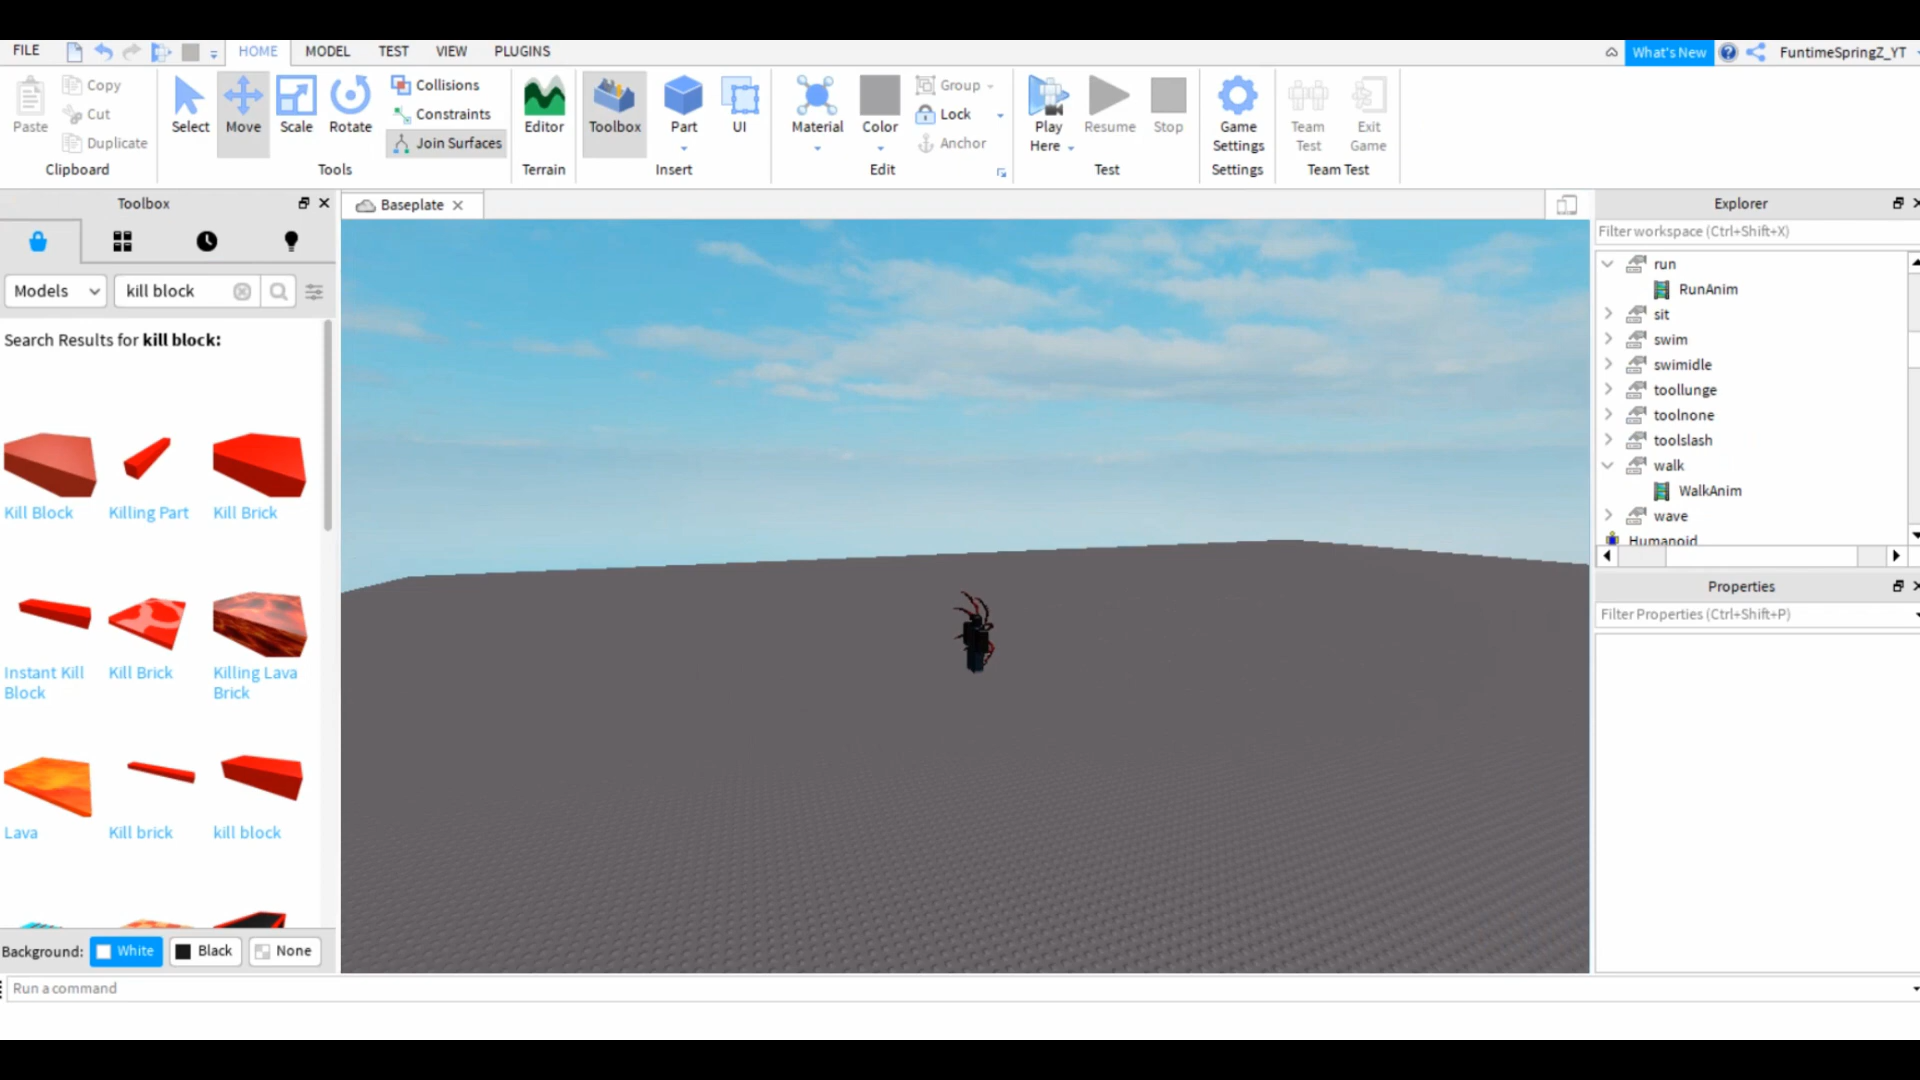 FILE HOME MODEL TEST VIEW PLUGINS What's New FuntimeSpringZ_YT
Paste Copy Cut Duplicate Clipboard
Select Move Scale Rotate Collisions Constraints Join Surfaces Tools
Editor Terrain
Toolbox Part UI Insert
Material Color Group Lock Anchor Edit
Play Here Resume Stop Test
Game Settings Settings
Team Test Exit Game Team Test
Toolbox
Models kill block
Search Results for kill block:
Kill Block Killing Part Kill Brick
Instant Kill Block Kill Brick Killing Lava Brick
Lava Kill brick kill block
Background: White Black None
Baseplate
Explorer
Filter workspace (Ctrl+Shift+X)
run
RunAnim
sit
swim
swimidle
toollunge
toolnone
toolslash
walk
WalkAnim
wave
Humanoid
Properties
Filter Properties (Ctrl+Shift+P)
Run a command